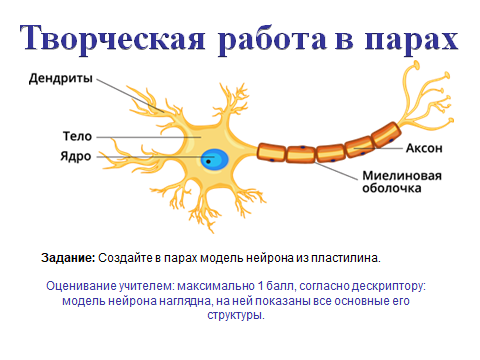 Творческая работа в парах
Дендриты
Тело
Ядро
Аксон
Миелиновая
оболочка
Задание: Создайте в парах модель нейрона из пластилина.
Оценивание учителем: максимально 1 балл, согласно дескриптору:
модель нейрона наглядна, на ней показаны все основные его
структуры.